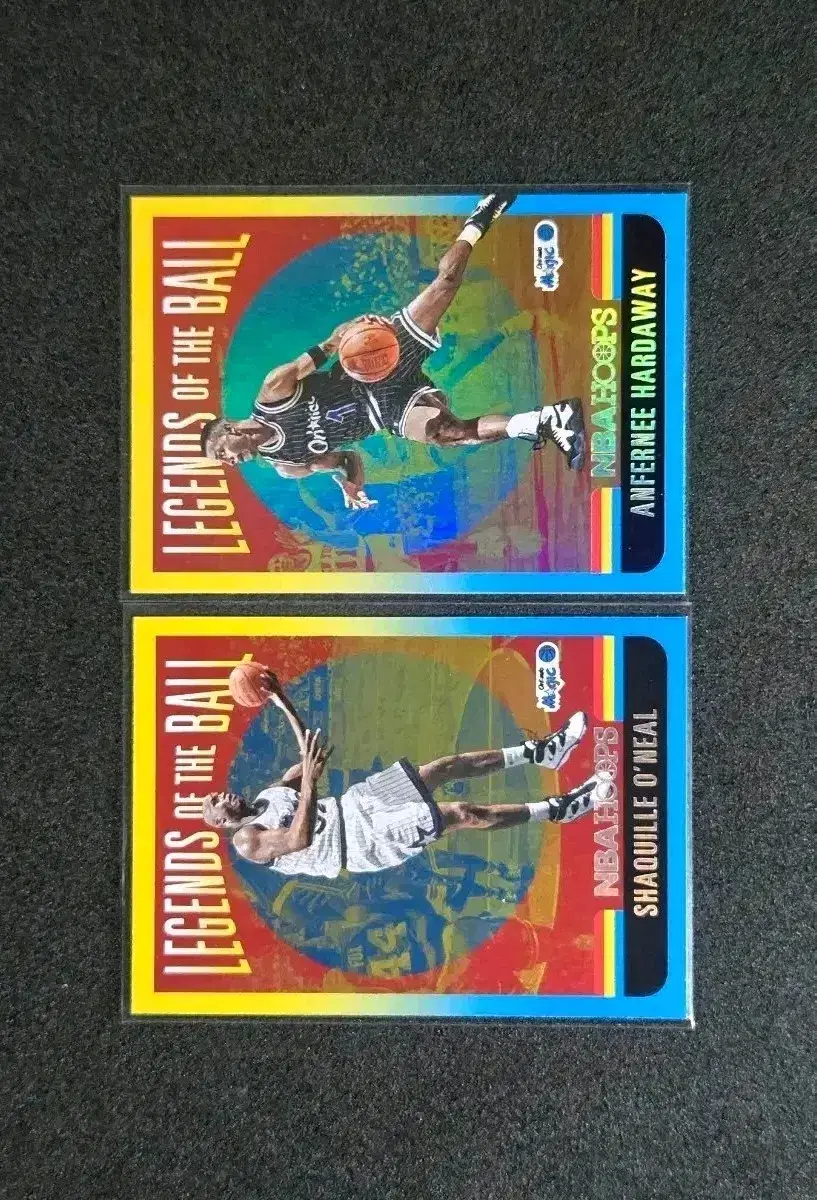 LEGENDS OF THE BALL
Orlando
Magic
Orlando
1
NBA HOOPS
ANFERNEE HARDAWAY
LEGENDS OF THE BALL
Orlando
Magic
44
NBA HOOPS
SHAQUILLE O'NEAL